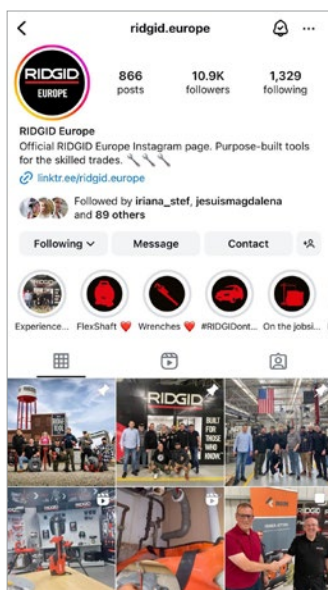 ridgid.europe
RIDGID
EUROPE
866
posts
10.9K
followers
1,329
following
RIDGID Europe
Official RIDGID Europe Instagram page. Purpose-built tools
for the skilled trades.
linktr.ee/ridgid.europe
Followed by iriana_stef, jesuismagdalena
and 89 others
Following
Message
Contact
Experience...
FlexShaft
Wrenches
#RIDGIDont...
On the jobsi...
RIDGID
BUILT
FOR
THOSE
WHO
KNOW